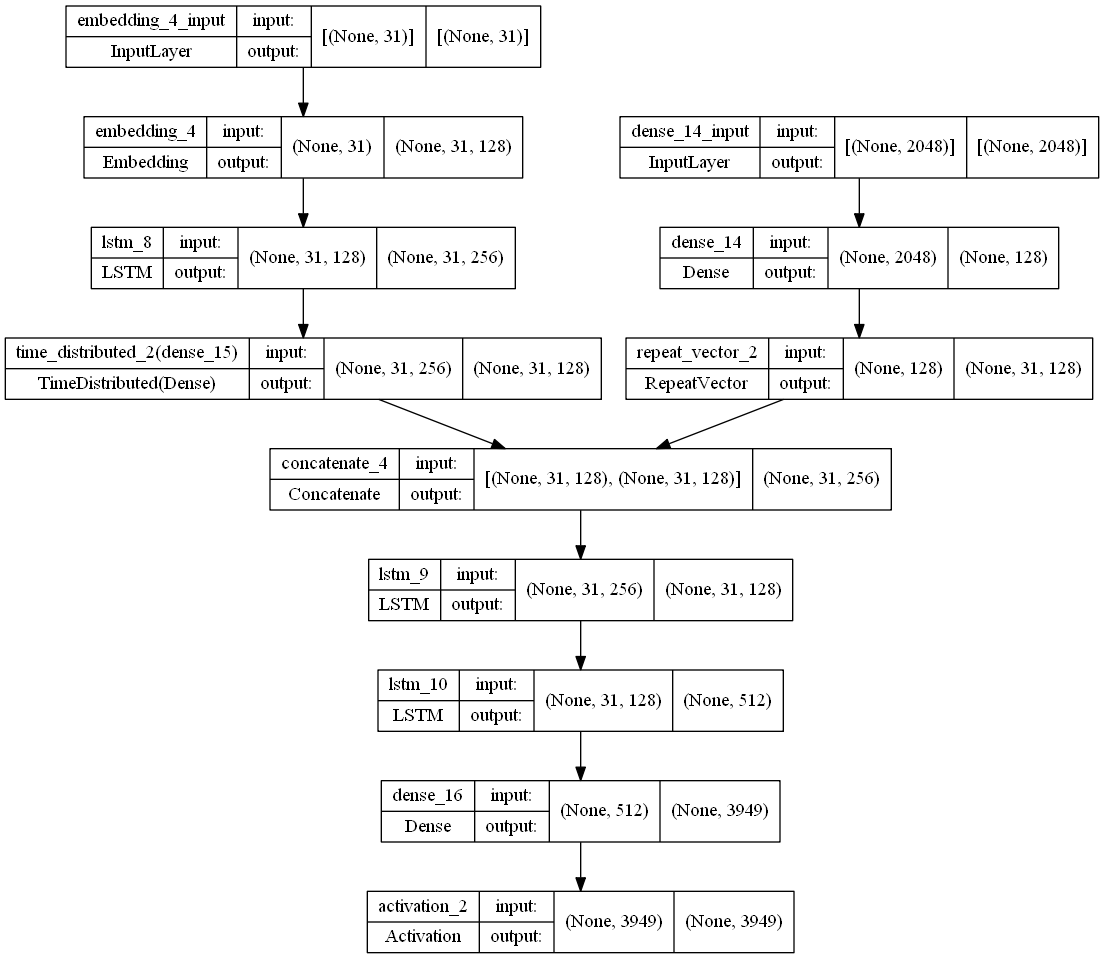 embedding_4_input
input:
[(None, 31)]
[(None, 31)]
InputLayer
output:
embedding_4
input:
(None, 31)
(None, 31, 128)
Embedding
output:
dense_14_input
input:
[(None, 2048)]
[(None, 2048)]
InputLayer
output:
lstm_8
input:
(None, 31, 128)
(None, 31, 256)
LSTM
output:
dense_14
input:
(None, 2048)
(None, 128)
Dense
output:
time_distributed_2(dense_15)
input:
(None, 31, 256)
(None, 31, 128)
TimeDistributed(Dense)
output:
repeat_vector_2
input:
(None, 128)
(None, 31, 128)
RepeatVector
output:
concatenate_4
input:
[(None, 31, 128), (None, 31, 128)]
(None, 31, 256)
Concatenate
output:
lstm_9
input:
(None, 31, 256)
(None, 31, 128)
LSTM
output:
lstm_10
input:
(None, 31, 128)
(None, 512)
LSTM
output:
dense_16
input:
(None, 512)
(None, 3949)
Dense
output:
activation_2
input:
(None, 3949)
(None, 3949)
Activation
output: